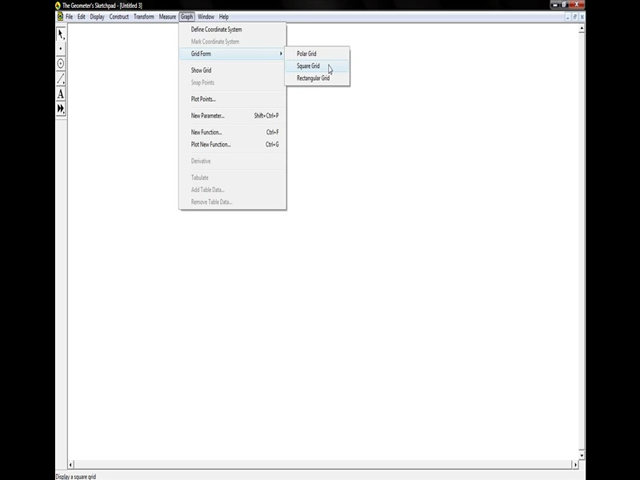 The Geometer's Sketchpad - [Untitled 3]
File Edit Display Construct Transform Measure Graph Window Help
Define Coordinate System
Mark Coordinate System
Grid Form
Polar Grid
Square Grid
Rectangular Grid
Show Grid
Snap Points
Plot Points...
New Parameter... Shift+Ctrl+P
New Function... Ctrl+F
Plot New Function... Ctrl+G
Derivative
Tabulate
Add Table Data...
Remove Table Data...
A
Display a square grid